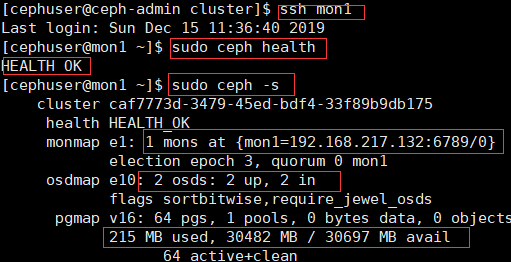 [cephuser@ceph-admin cluster]$ ssh mon1
Last login: Sun Dec 15 11:36:40 2019
[cephuser@mon1 ~]$ sudo ceph health
HEALTH_OK
[cephuser@mon1 ~]$ sudo ceph -s
cluster caf7773d-3479-45ed-bdf4-33f89b9db175
health HEALTH_OK
monmap e1: 1 mons at {mon1=192.168.217.132:6789/0}
election epoch 3, quorum 0 mon1
osdmap e10: 2 osds: 2 up, 2 in
flags sortbitwise,require_jewel_osds
pgmap v16: 64 pgs, 1 pools, 0 bytes data, 0 objects
215 MB used, 30482 MB / 30697 MB avail
64 active+clean